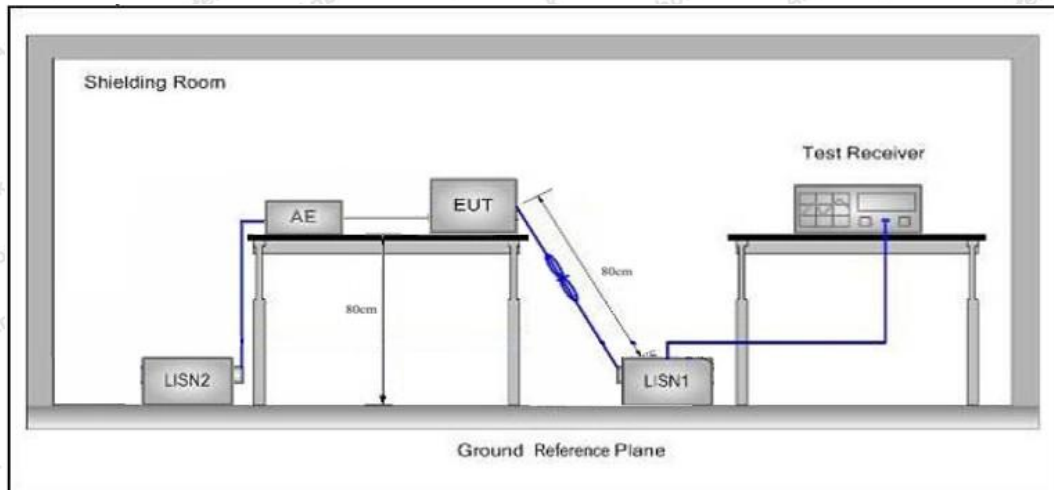 Shielding Room
Test Receiver
AE
EUT
80cm
80cm
LISN2
LISN1
Ground Reference Plane